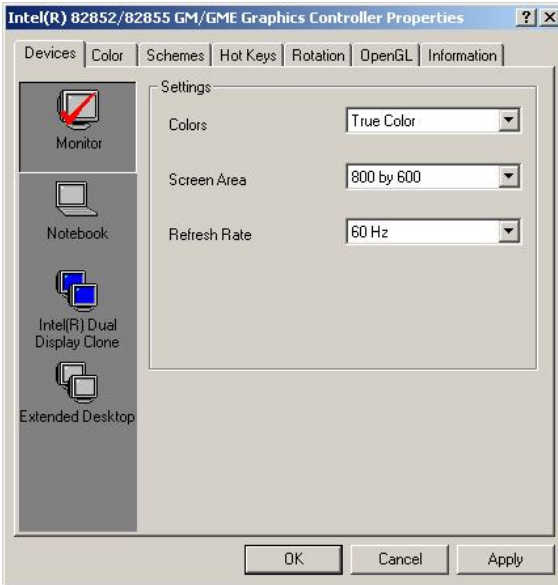 Intel(R) 82852/82855 GM/GME Graphics Controller Properties
Devices Color Schemes Hot Keys Rotation OpenGL Information
Monitor
Notebook
Intel(R) Dual
Display Clone
Extended Desktop
Settings
Colors True Color
Screen Area 800 by 600
Refresh Rate 60 Hz
OK Cancel Apply